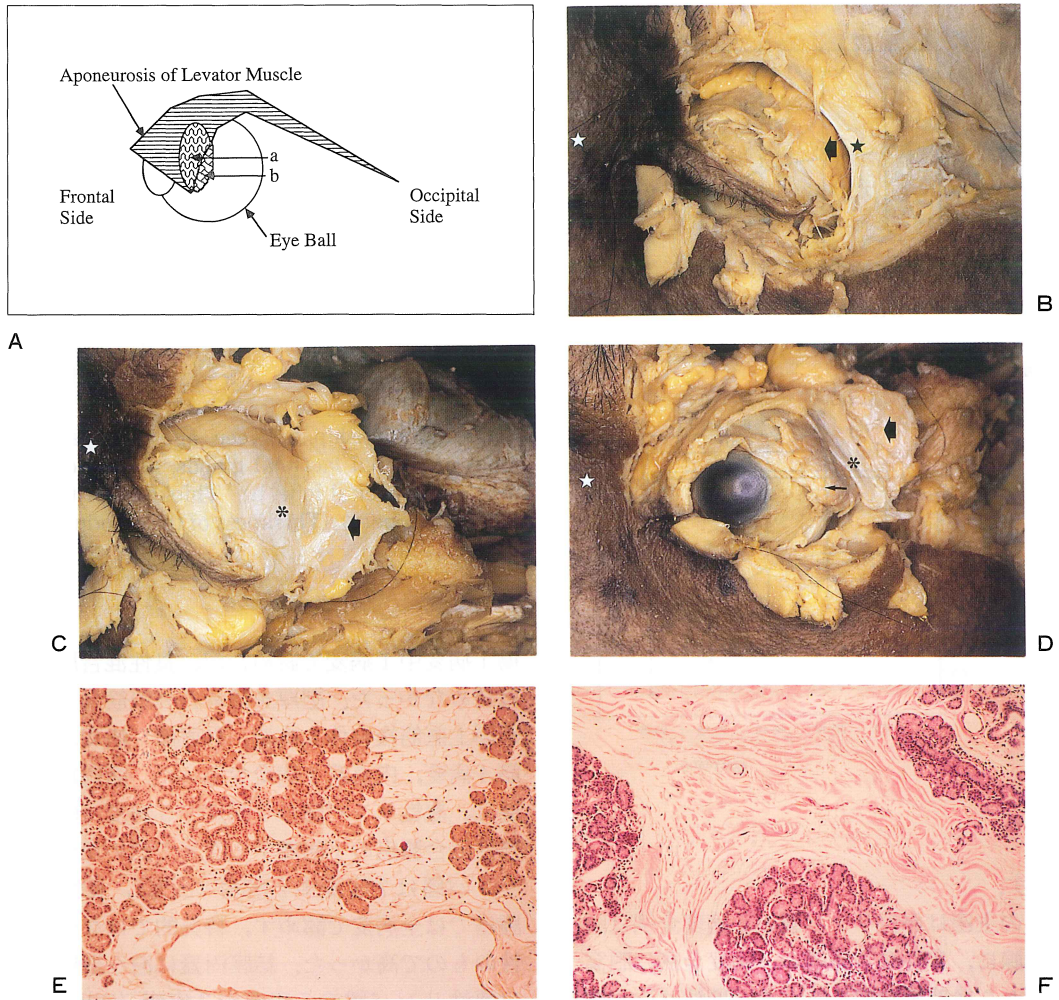 Aponeurosis of Levator Muscle
a
b
Frontal
Side
Occipital
Side
Eye Ball
A
B
C
D
E
F